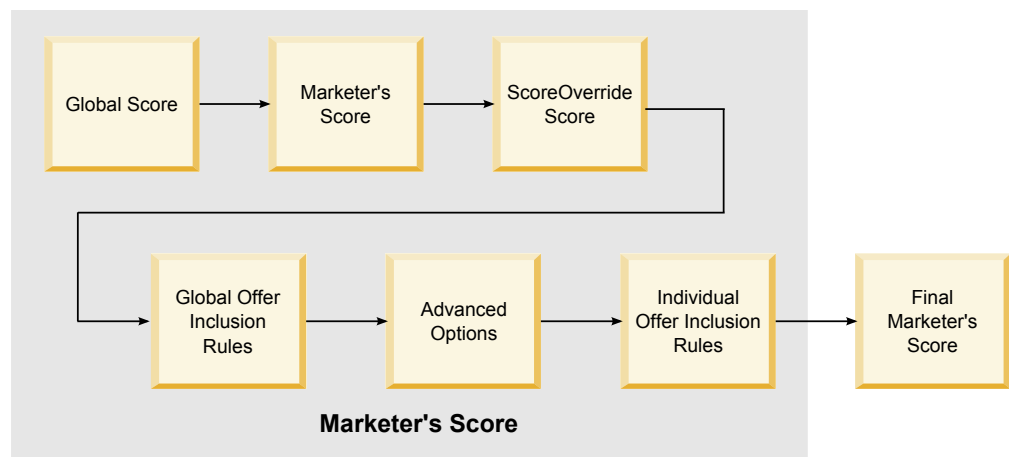 Global Score
Marketer's
Score
ScoreOverride
Score
Global Offer
Inclusion
Rules
Advanced
Options
Individual
Offer Inclusion
Rules
Final
Marketer's
Score
Marketer's Score